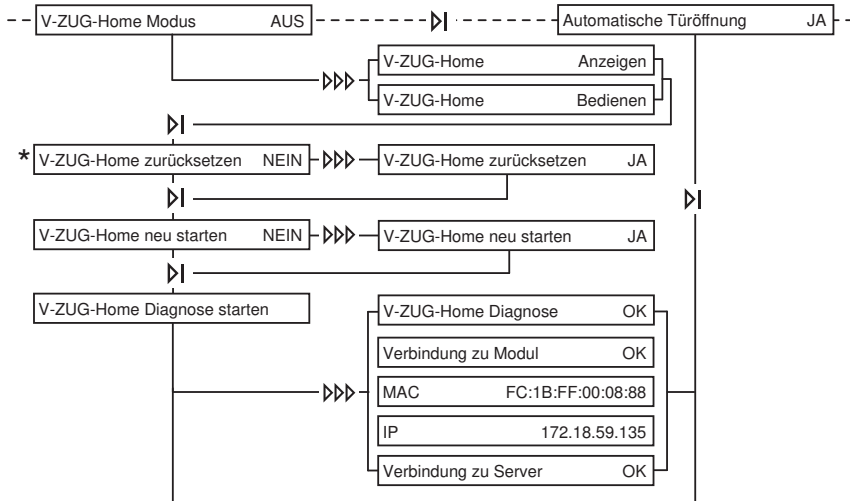 V-ZUG-Home Modus AUS
Automatische Türöffnung JA
V-ZUG-Home Anzeigen
V-ZUG-Home Bedienen
* V-ZUG-Home zurücksetzen NEIN
V-ZUG-Home zurücksetzen JA
V-ZUG-Home neu starten NEIN
V-ZUG-Home neu starten JA
V-ZUG-Home Diagnose starten
V-ZUG-Home Diagnose OK
Verbindung zu Modul OK
MAC FC:1B:FF:00:08:88
IP 172.18.59.135
Verbindung zu Server OK